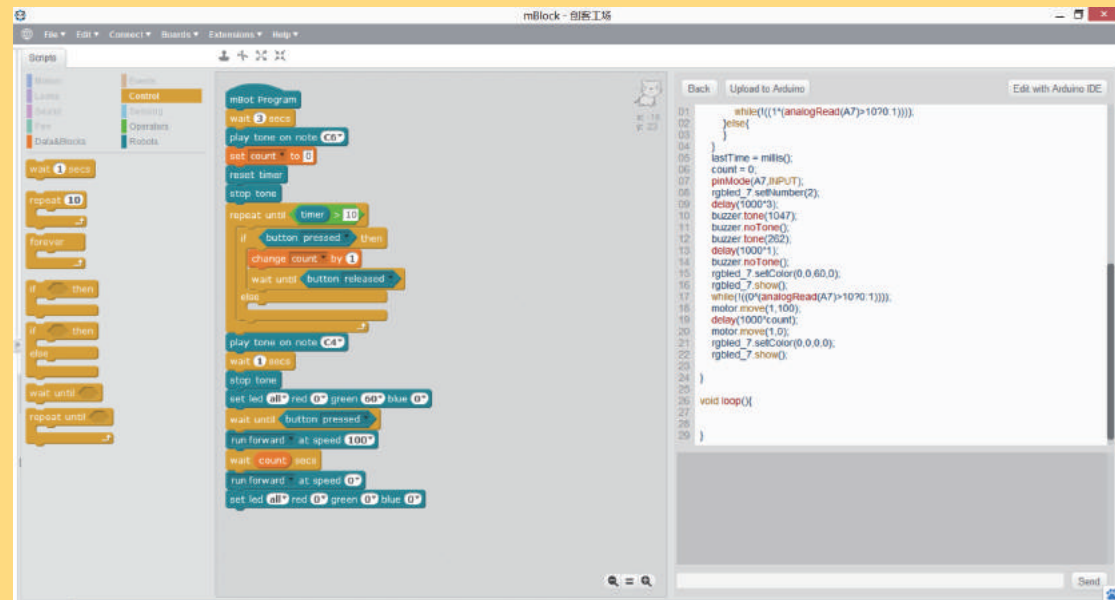 mBlock - 创客工场
File Edit Connect Boards Extensions Help
Scripts
Motion Events
Looks Control
Sound Sensing
Pen Operators
Data&Blocks Robots
wait 1 secs
repeat 10
forever
if then
if then
else
wait until
repeat until
mBot Program
wait 3 secs
play tone on note C6
set count to 0
reset timer
stop tone
repeat until timer > 10
if button pressed then
change count by 1
wait until button released
else
play tone on note C4
wait 1 secs
stop tone
set led all red 0 green 60 blue 0
wait until button pressed
run forward at speed 100
wait count secs
run forward at speed 0
set led all red 0 green 0 blue 0
Back Upload to Arduino Edit with Arduino IDE
01 while(!((1^(analogRead(A7)>10?0:1))));
02 }else{
03 }
04 }
05 lastTime = millis();
06 count = 0;
07 pinMode(A7,INPUT);
08 rgbled_7.setNumber(2);
09 delay(1000*3);
10 buzzer.tone(1047);
11 buzzer.noTone();
12 buzzer.tone(262);
13 delay(1000*1);
14 buzzer.noTone();
15 rgbled_7.setColor(0,0,60,0);
16 rgbled_7.show();
17 while(!((0^(analogRead(A7)>10?0:1))));
18 motor.move(1,100);
19 delay(1000*count);
20 motor.move(1,0);
21 rgbled_7.setColor(0,0,0,0);
22 rgbled_7.show();
23
24 }
25
26 void loop(){
27
28
29 }
Send